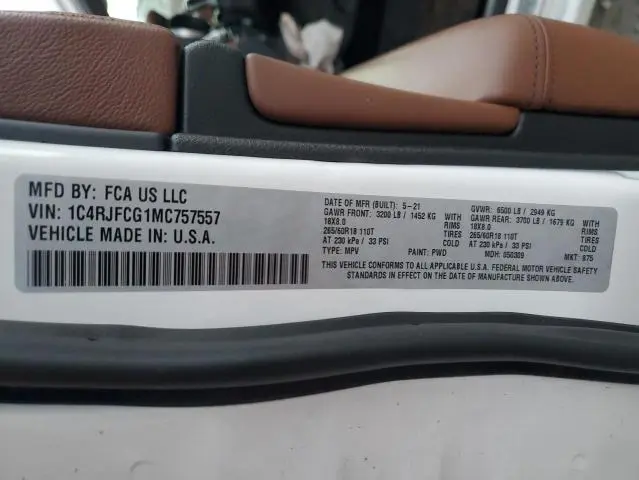 MFD BY: FCA US LLC
VIN: 1C4RJFCG1MC757557
VEHICLE MADE IN: U.S.A.
DATE OF MFR (BUILT): 5-21 GVWR: 6500 LB / 2949 KG
GAWR FRONT: 3200 LB / 1452 KG GAWR REAR: 3700 LB / 1679 KG
18X8.0 RIMS 18X8.0 RIMS
265/60R18 110T TIRES 265/60R18 110T TIRES
AT 230 kPa / 33 PSI COLD AT 230 kPa / 33 PSI COLD
TYPE: MPV PAINT: PWD MDH: 050309 MKT: 875
THIS VEHICLE CONFORMS TO ALL APPLICABLE U.S.A. FEDERAL MOTOR VEHICLE SAFETY
STANDARDS IN EFFECT ON THE DATE OF MANUFACTURE SHOWN ABOVE.